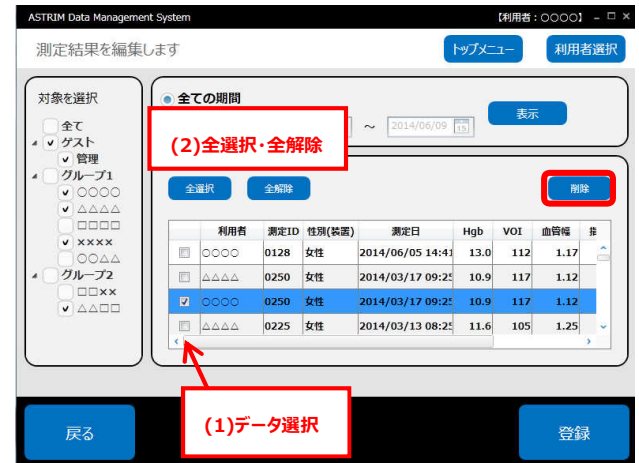 ASTRIM Data Management System 【利用者：○○○○】
測定結果を編集します トップメニュー 利用者選択
対象を選択
全て
ゲスト
管理
グループ1
○○○○
△△△△
□□□□
××××
○○△△
グループ2
□□××
△△□□
全ての期間
～ 2014/06/09 15 表示
(2)全選択・全解除
全選択 全解除 削除
利用者 測定ID 性別(装置) 測定日 Hgb VOI 血管幅
○○○○ 0128 女性 2014/06/05 14:41 13.0 112 1.17
△△△△ 0250 女性 2014/03/17 09:25 10.9 117 1.12
○○○○ 0250 女性 2014/03/17 09:25 10.9 117 1.12
△△△△ 0225 女性 2014/03/13 08:25 11.6 105 1.25
(1)データ選択
戻る 登録